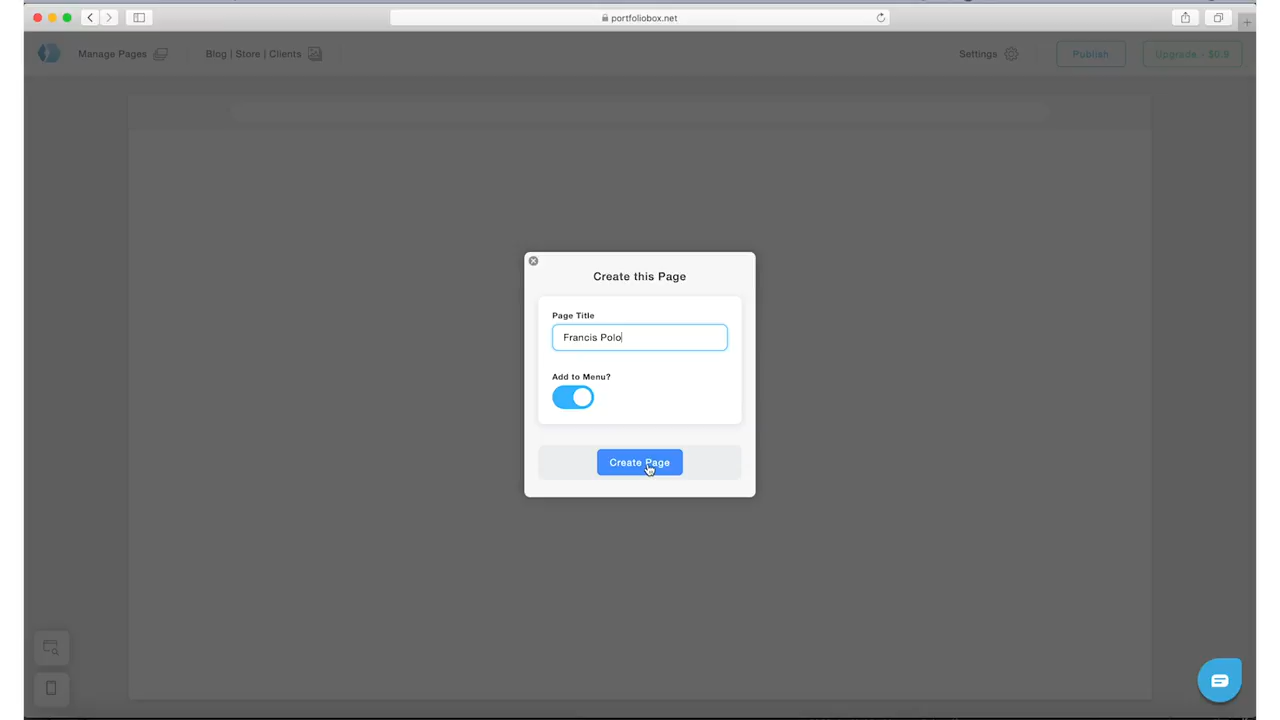 portfoliobox.net
Manage Pages
Blog | Store | Clients
Settings
Publish
Upgrade - $6.9
Create this Page
Page Title
Francis Polo
Add to Menu?
Create Page